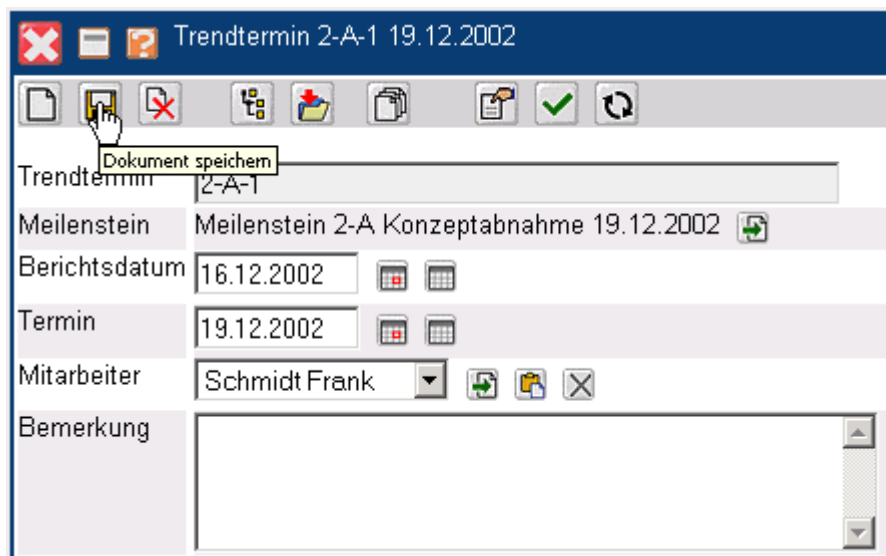 Trendtermin 2-A-1 19.12.2002
Dokument speichern
Trendtermin 2-A-1
Meilenstein Meilenstein 2-A Konzeptabnahme 19.12.2002
Berichtsdatum 16.12.2002
Termin 19.12.2002
Mitarbeiter Schmidt Frank
Bemerkung